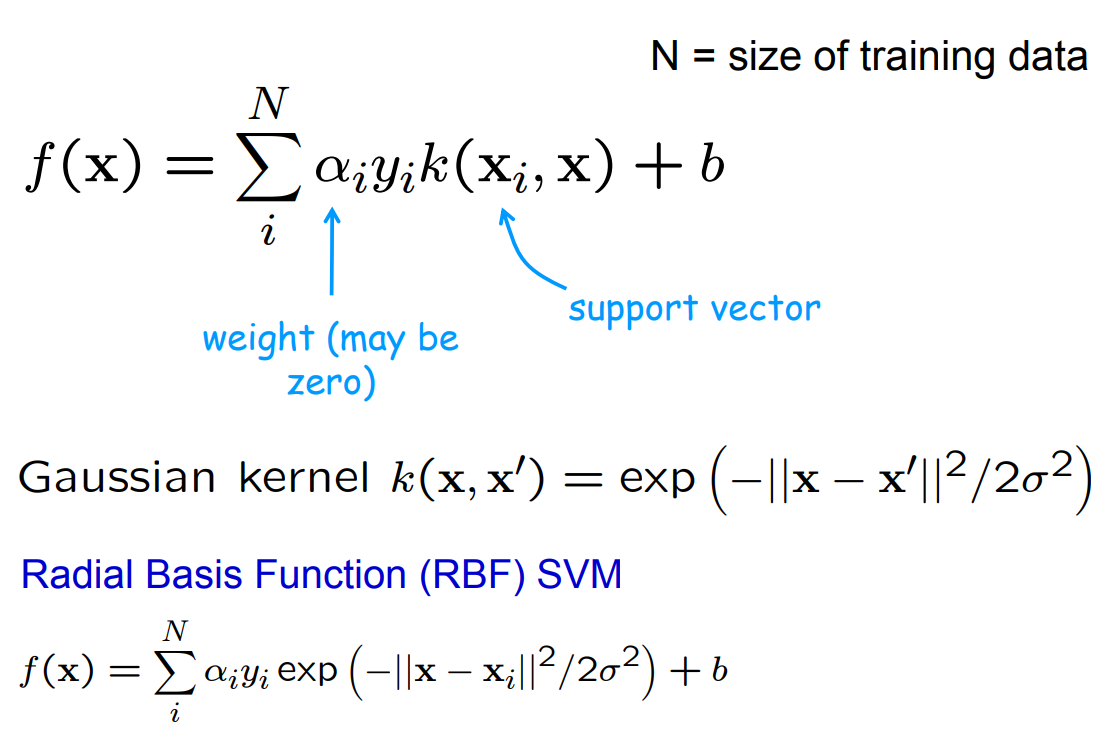 N = size of training data
f(x) = ∑_i^N α_i y_i k(x_i, x) + b
support vector
weight (may be
zero)
Gaussian kernel k(x, x′) = exp (−||x − x′||²/2σ²)
Radial Basis Function (RBF) SVM
f(x) = ∑_i^N α_i y_i exp (−||x − x_i||²/2σ²) + b